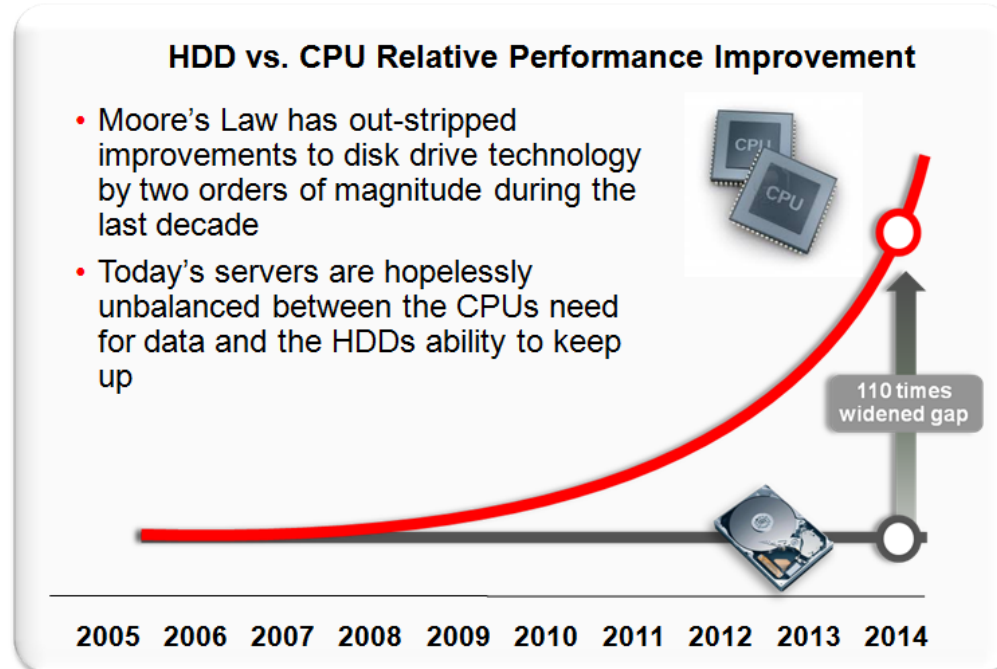 HDD vs. CPU Relative Performance Improvement
• Moore's Law has out-stripped
improvements to disk drive technology
by two orders of magnitude during the
last decade
• Today's servers are hopelessly
unbalanced between the CPUs need
for data and the HDDs ability to keep
up
CPU
CPU
110 times
widened gap
2005 2006 2007 2008 2009 2010 2011 2012 2013 2014